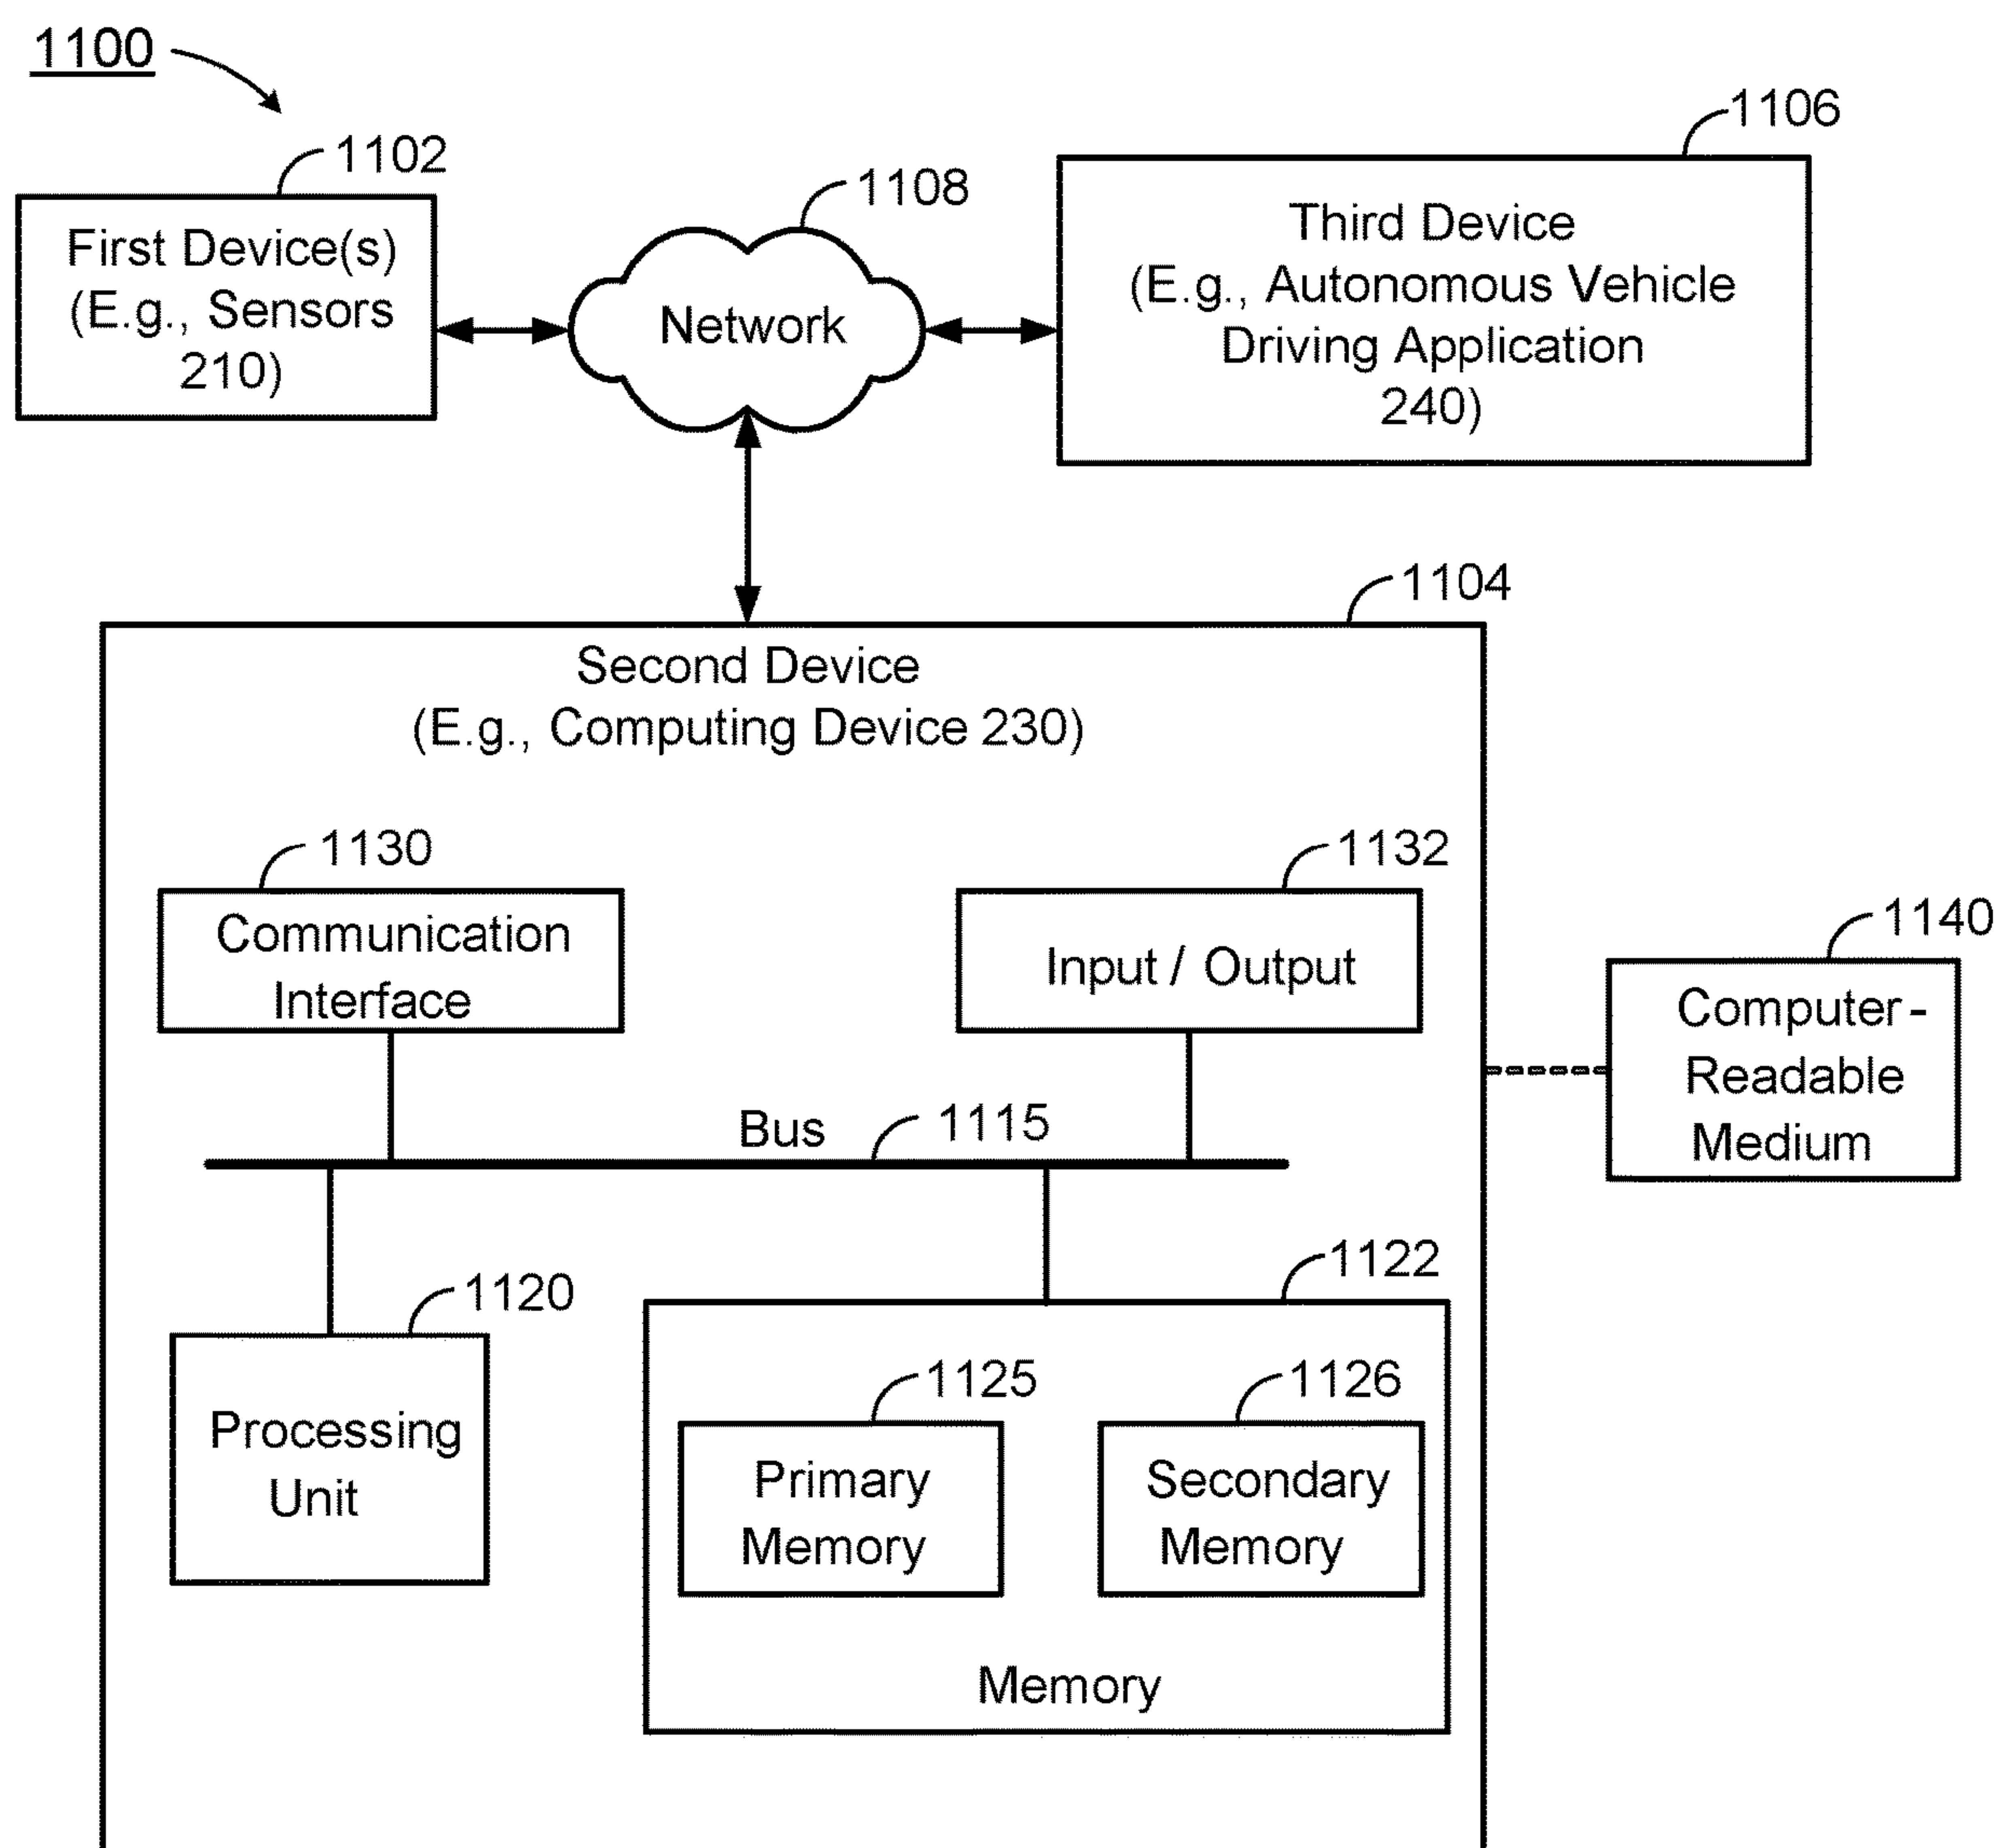 1100
1102
First Device(s)
(E.g., Sensors
210)
1108
Network
1106
Third Device
(E.g., Autonomous Vehicle
Driving Application
240)
1104
Second Device
(E.g., Computing Device 230)
1130
Communication
Interface
1132
Input / Output
1140
Computer-
Readable
Medium
Bus
1115
1120
Processing
Unit
1122
1125
Primary
Memory
1126
Secondary
Memory
Memory